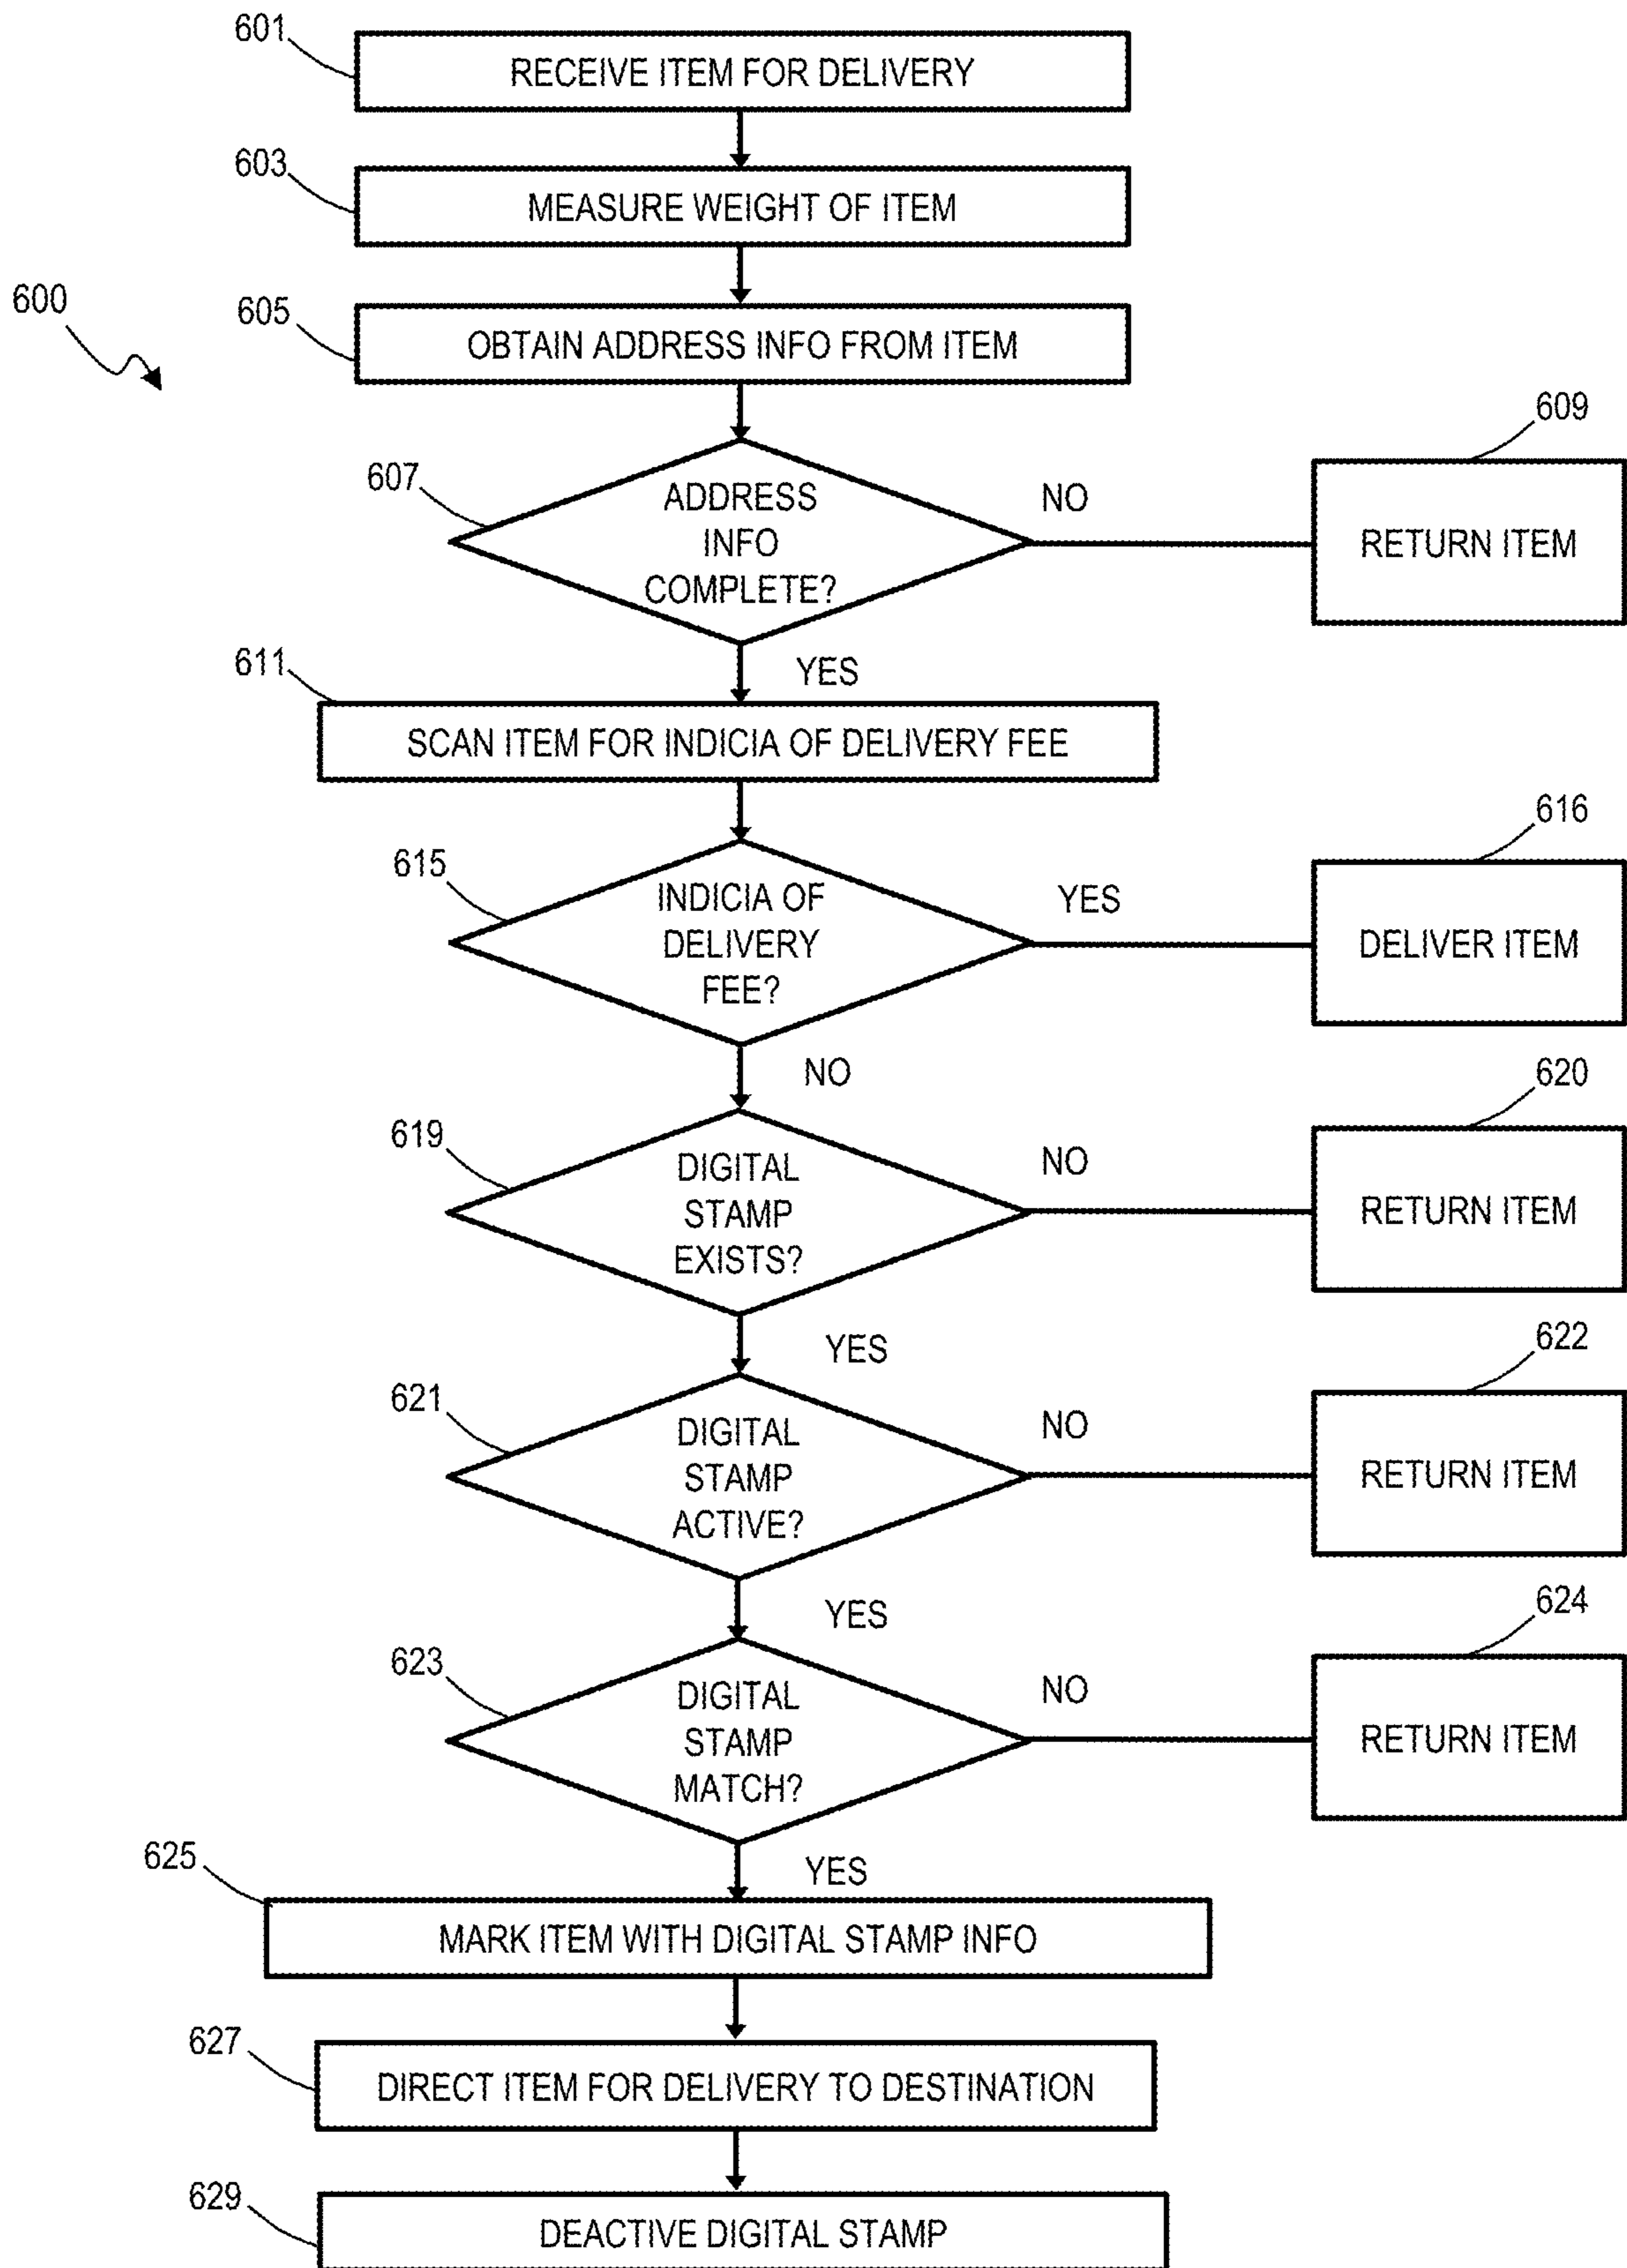 601
RECEIVE ITEM FOR DELIVERY
603
MEASURE WEIGHT OF ITEM
600
605
OBTAIN ADDRESS INFO FROM ITEM
607
ADDRESS
INFO
COMPLETE?
NO
609
RETURN ITEM
YES
611
SCAN ITEM FOR INDICIA OF DELIVERY FEE
615
INDICIA OF
DELIVERY
FEE?
YES
616
DELIVER ITEM
NO
619
DIGITAL
STAMP
EXISTS?
NO
620
RETURN ITEM
YES
621
DIGITAL
STAMP
ACTIVE?
NO
622
RETURN ITEM
YES
623
DIGITAL
STAMP
MATCH?
NO
624
RETURN ITEM
YES
625
MARK ITEM WITH DIGITAL STAMP INFO
627
DIRECT ITEM FOR DELIVERY TO DESTINATION
629
DEACTIVE DIGITAL STAMP